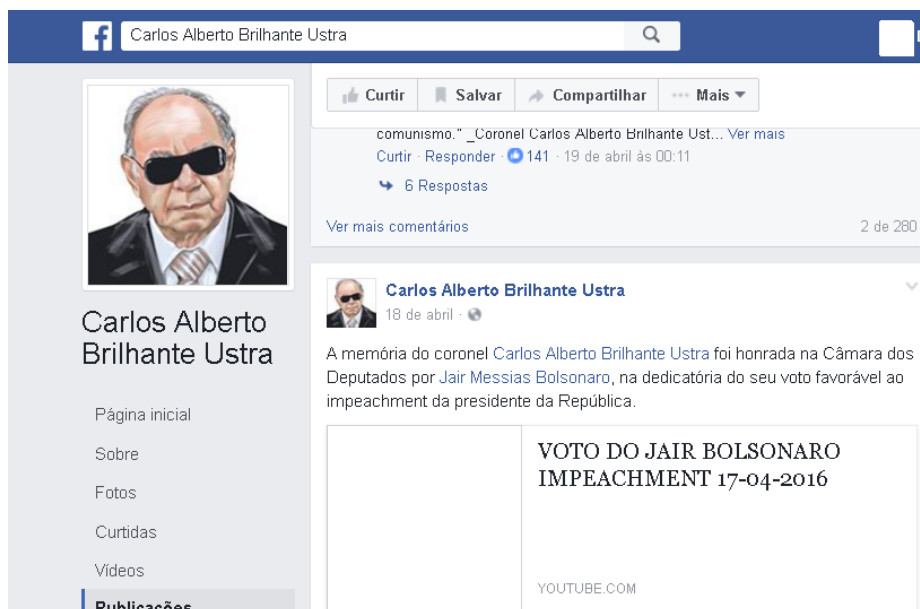 f
Carlos Alberto Brilhante Ustra
Curtir
Salvar
Compartilhar
Mais
comunismo." _Coronel Carlos Alberto Brilhante Ust... Ver mais
Curtir · Responder · 141 · 19 de abril às 00:11
6 Respostas
Ver mais comentários
2 de 280
Carlos Alberto Brilhante Ustra
18 de abril ·
A memória do coronel Carlos Alberto Brilhante Ustra foi honrada na Câmara dos
Deputados por Jair Messias Bolsonaro, na dedicatória do seu voto favorável ao
impeachment da presidente da República.
VOTO DO JAIR BOLSONARO
IMPEACHMENT 17-04-2016
YOUTUBE.COM
Carlos Alberto
Brilhante Ustra
Página inicial
Sobre
Fotos
Curtidas
Vídeos
Publicações